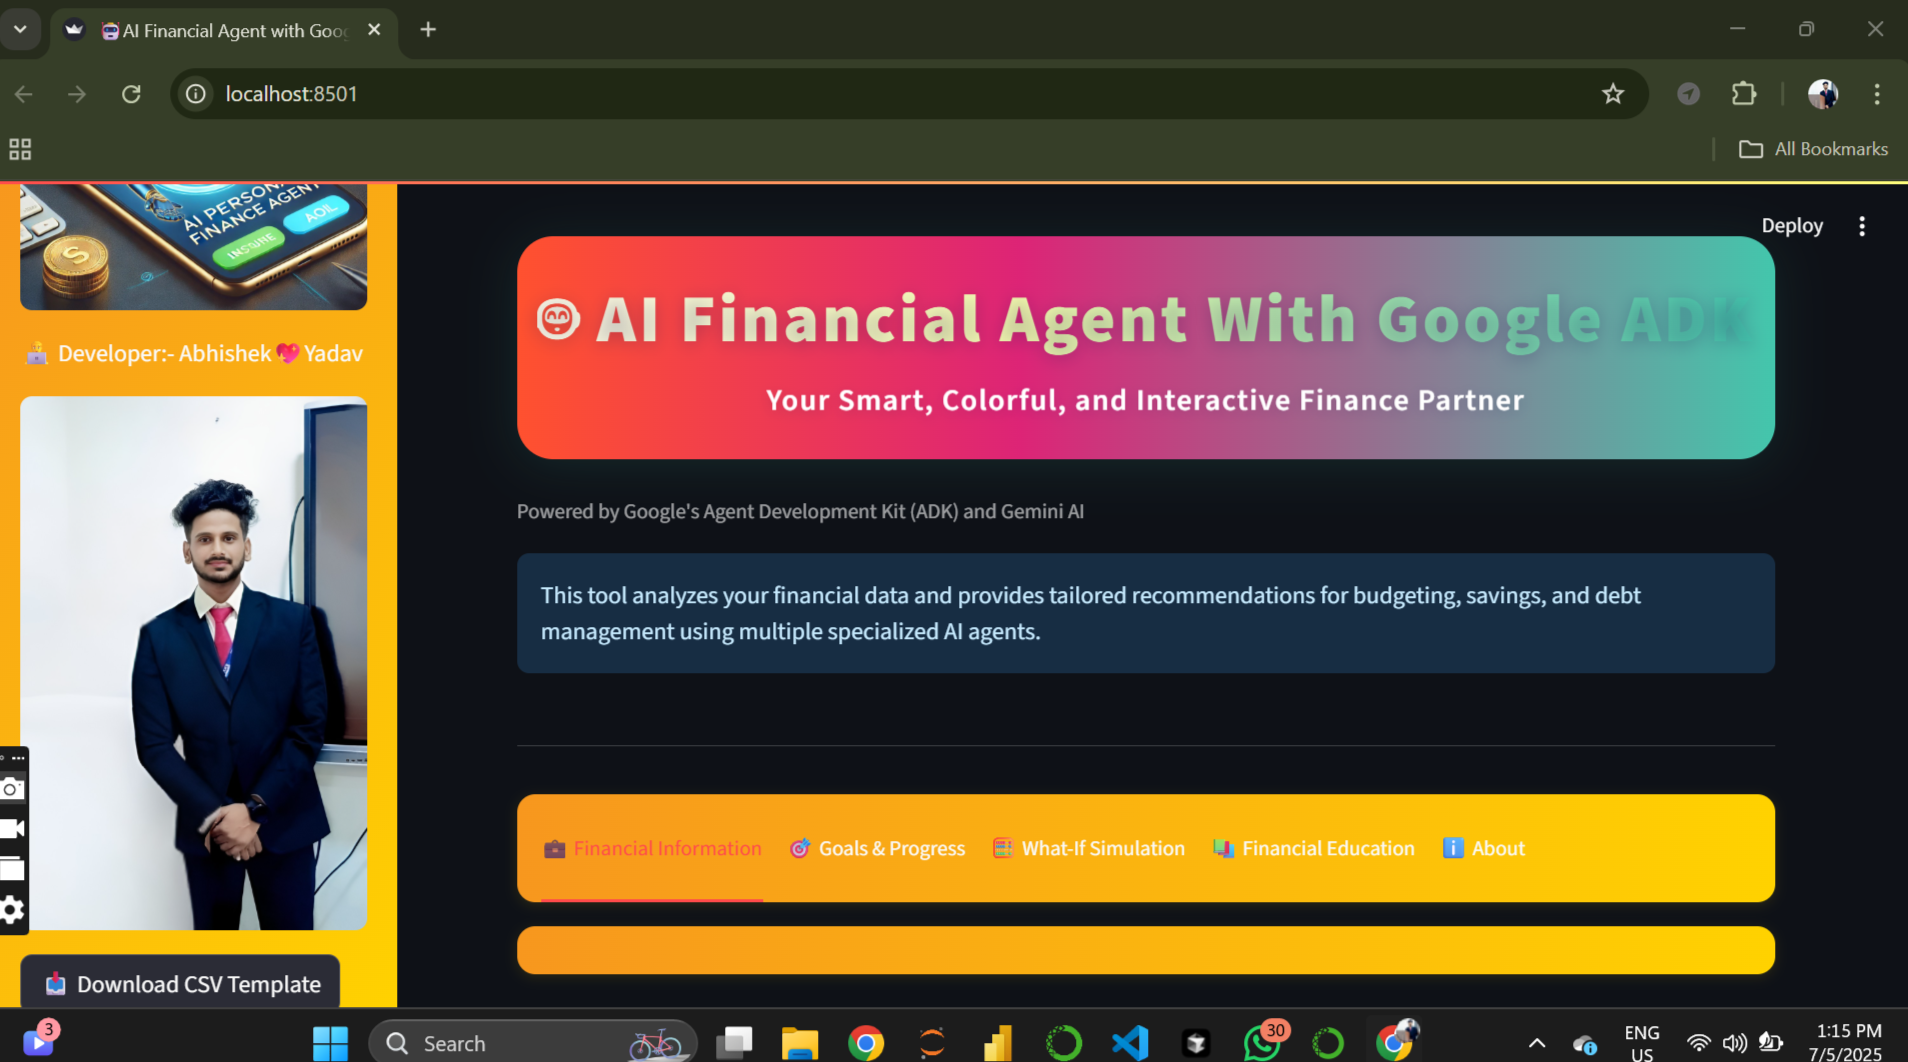 AI Financial Agent with Goog
localhost:8501
All Bookmarks
AI PERSONA
FINANCE AGENT
INSGURE
AOIL
Developer:- Abhishek💖Yadav
Download CSV Template
Deploy
AI Financial Agent With Google ADK
Your Smart, Colorful, and Interactive Finance Partner
Powered by Google's Agent Development Kit (ADK) and Gemini AI
This tool analyzes your financial data and provides tailored recommendations for budgeting, savings, and debt
management using multiple specialized AI agents.
Financial Information
Goals & Progress
What-If Simulation
Financial Education
About
3
Search
30
ENG
US
1:15 PM
7/5/2025